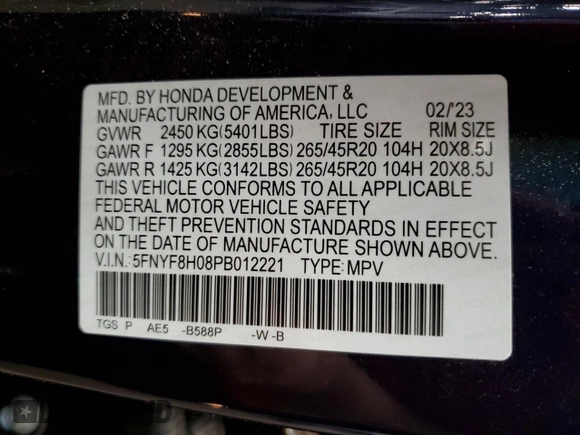 MFD. BY HONDA DEVELOPMENT &
MANUFACTURING OF AMERICA, LLC 02/'23
GVWR 2450 KG(5401LBS) TIRE SIZE RIM SIZE
GAWR F 1295 KG(2855LBS) 265/45R20 104H 20X8.5J
GAWR R 1425 KG(3142LBS) 265/45R20 104H 20X8.5J
THIS VEHICLE CONFORMS TO ALL APPLICABLE
FEDERAL MOTOR VEHICLE SAFETY
AND THEFT PREVENTION STANDARDS IN EFFECT
ON THE DATE OF MANUFACTURE SHOWN ABOVE.
V.I.N.:5FNYF8H08PB012221 TYPE:MPV
TGS P AE5 -B588P -W -B